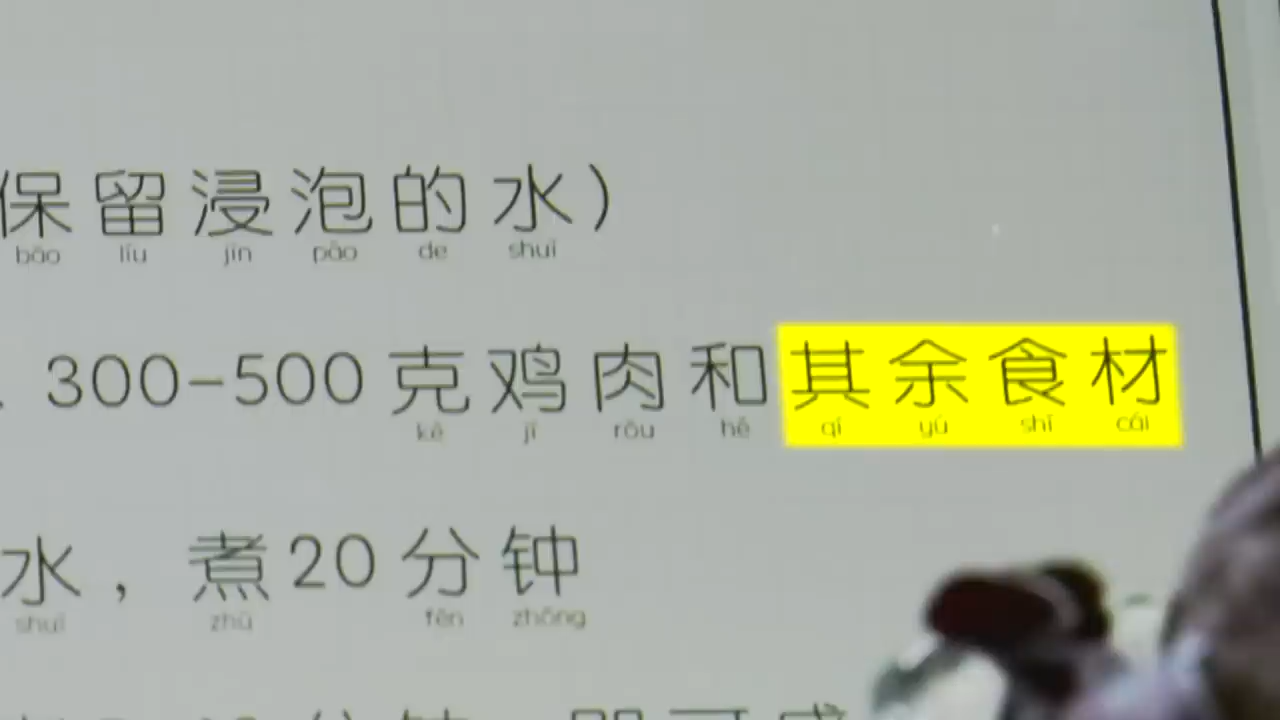 保留浸泡的水）
bǎo liú jìn pào de shuǐ
300-500克鸡肉和其余食材
kè jī ròu hé qí yú shí cái
水，煮20分钟
shuǐ zhǔ fēn zhōng